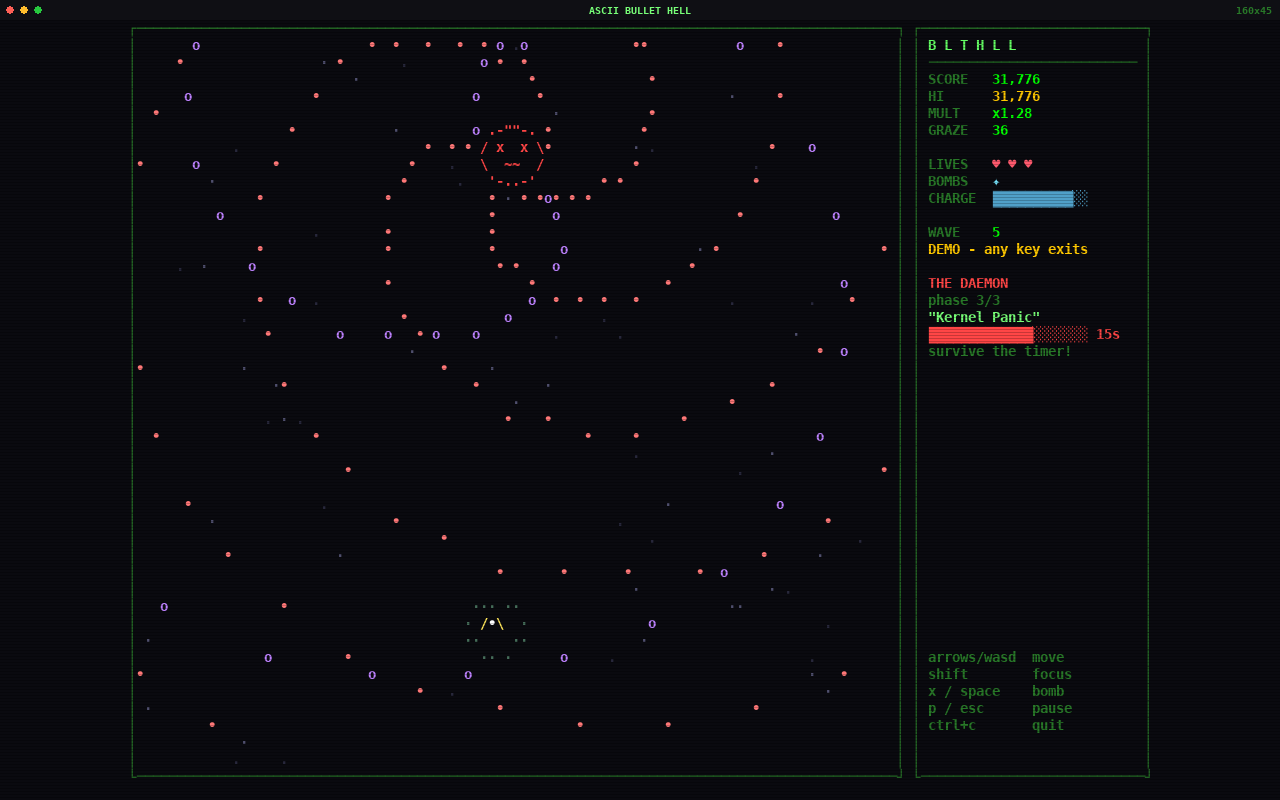 ASCII BULLET HELL
160x45
B L T H L L
SCORE 31,776
HI 31,776
MULT x1.28
GRAZE 36
LIVES ♥ ♥ ♥
BOMBS ✦
CHARGE
WAVE 5
DEMO - any key exits
THE DAEMON
phase 3/3
"Kernel Panic"
15s
survive the timer!
arrows/wasd move
shift focus
x / space bomb
p / esc pause
ctrl+c quit